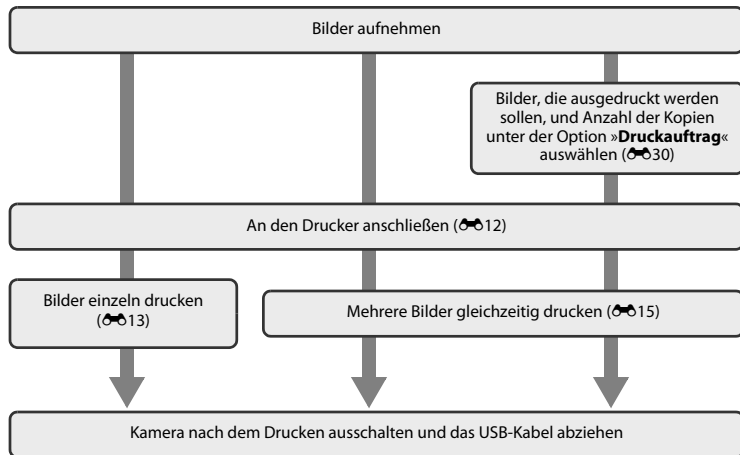 Bilder aufnehmen
Bilder, die ausgedruckt werden
sollen, und Anzahl der Kopien
unter der Option »Druckauftrag«
auswählen (30)
An den Drucker anschließen (12)
Bilder einzeln drucken
(13)
Mehrere Bilder gleichzeitig drucken (15)
Kamera nach dem Drucken ausschalten und das USB-Kabel abziehen